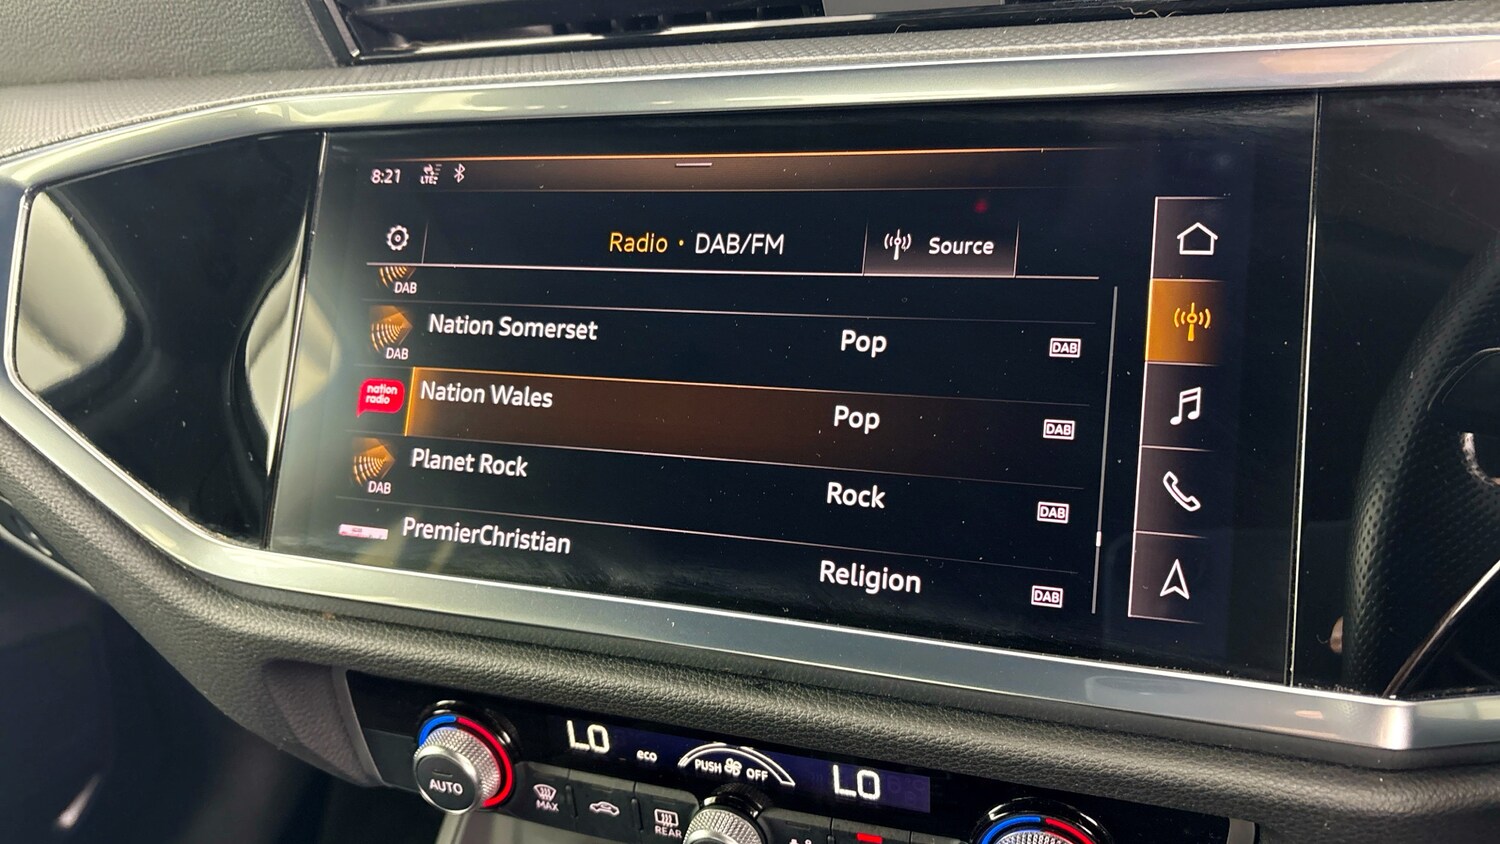 8:21 LTE
Radio • DAB/FM
Source
DAB
Nation Somerset Pop DAB
DAB
nation
radio
Nation Wales Pop DAB
Planet Rock Rock DAB
DAB
PremierChristian Religion DAB
LO eco PUSH OFF LO
AUTO
MAX
REAR